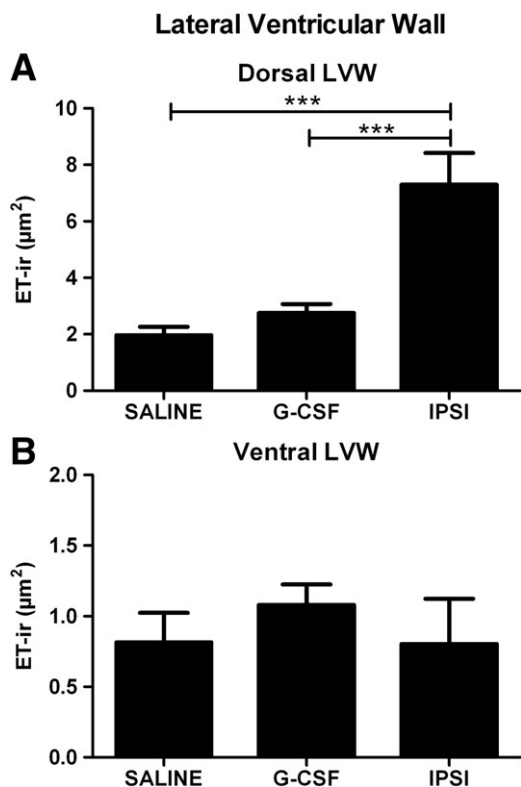 Lateral Ventricular Wall
A
Dorsal LVW
***
***
10
8
6
4
2
0
ET-ir (µm²)
SALINE G-CSF IPSI
B
Ventral LVW
2.0
1.5
1.0
0.5
0.0
ET-ir (µm²)
SALINE G-CSF IPSI